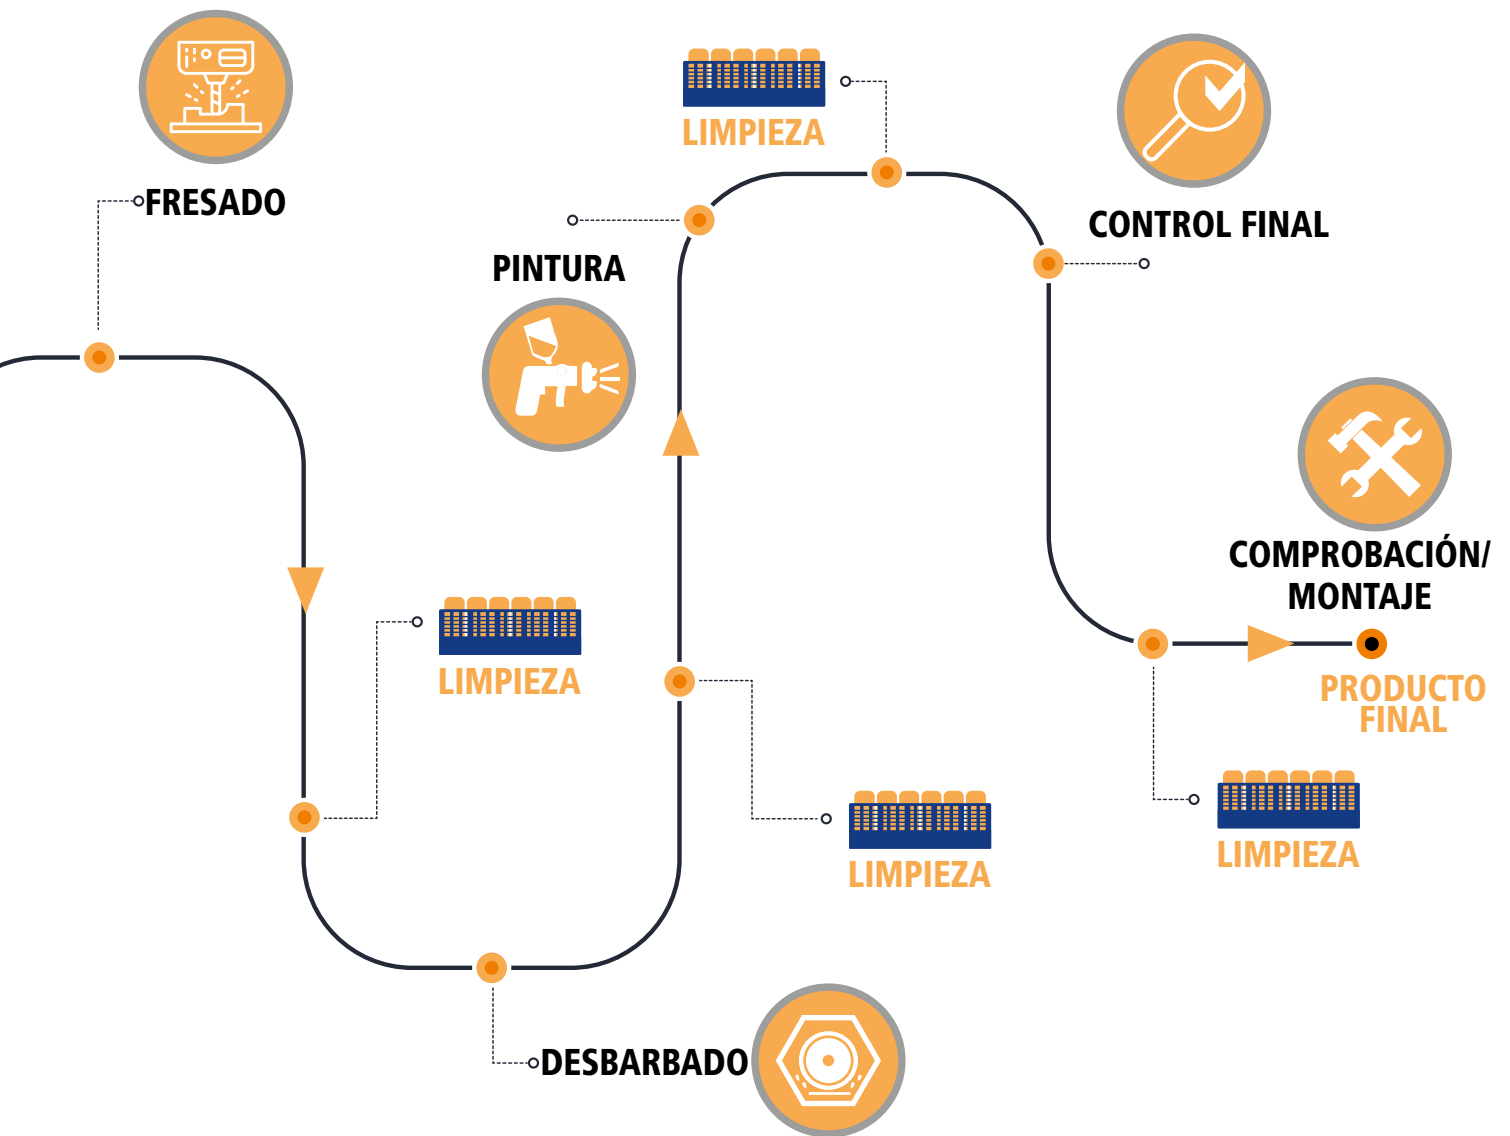 FRESADO
LIMPIEZA
DESBARBADO
LIMPIEZA
PINTURA
LIMPIEZA
CONTROL FINAL
LIMPIEZA
COMPROBACIÓN/
MONTAJE
PRODUCTO
FINAL